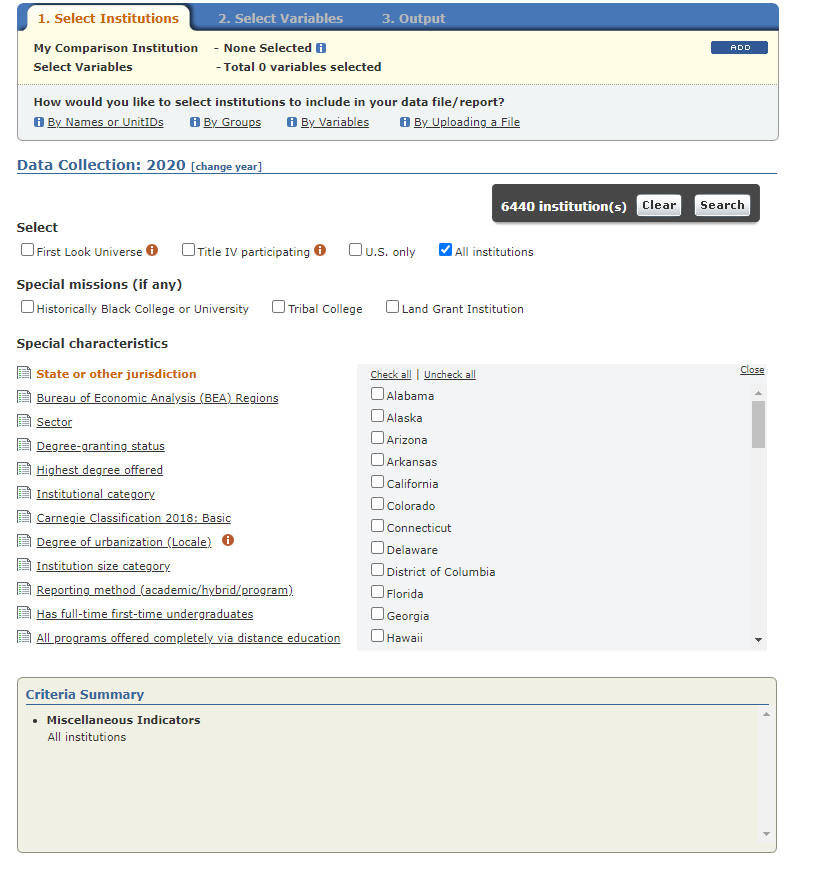 1. Select Institutions 2. Select Variables 3. Output
My Comparison Institution - None Selected i ADD
Select Variables - Total 0 variables selected
How would you like to select institutions to include in your data file/report?
i By Names or UnitIDs i By Groups i By Variables i By Uploading a File
Data Collection: 2020 [change year]
6440 institution(s) Clear Search
Select
First Look Universe i Title IV participating i U.S. only All institutions
Special missions (if any)
Historically Black College or University Tribal College Land Grant Institution
Special characteristics
State or other jurisdiction
Bureau of Economic Analysis (BEA) Regions
Sector
Degree-granting status
Highest degree offered
Institutional category
Carnegie Classification 2018: Basic
Degree of urbanization (Locale) i
Institution size category
Reporting method (academic/hybrid/program)
Has full-time first-time undergraduates
All programs offered completely via distance education
Check all | Uncheck all Close
Alabama
Alaska
Arizona
Arkansas
California
Colorado
Connecticut
Delaware
District of Columbia
Florida
Georgia
Hawaii
Criteria Summary
• Miscellaneous Indicators
All institutions